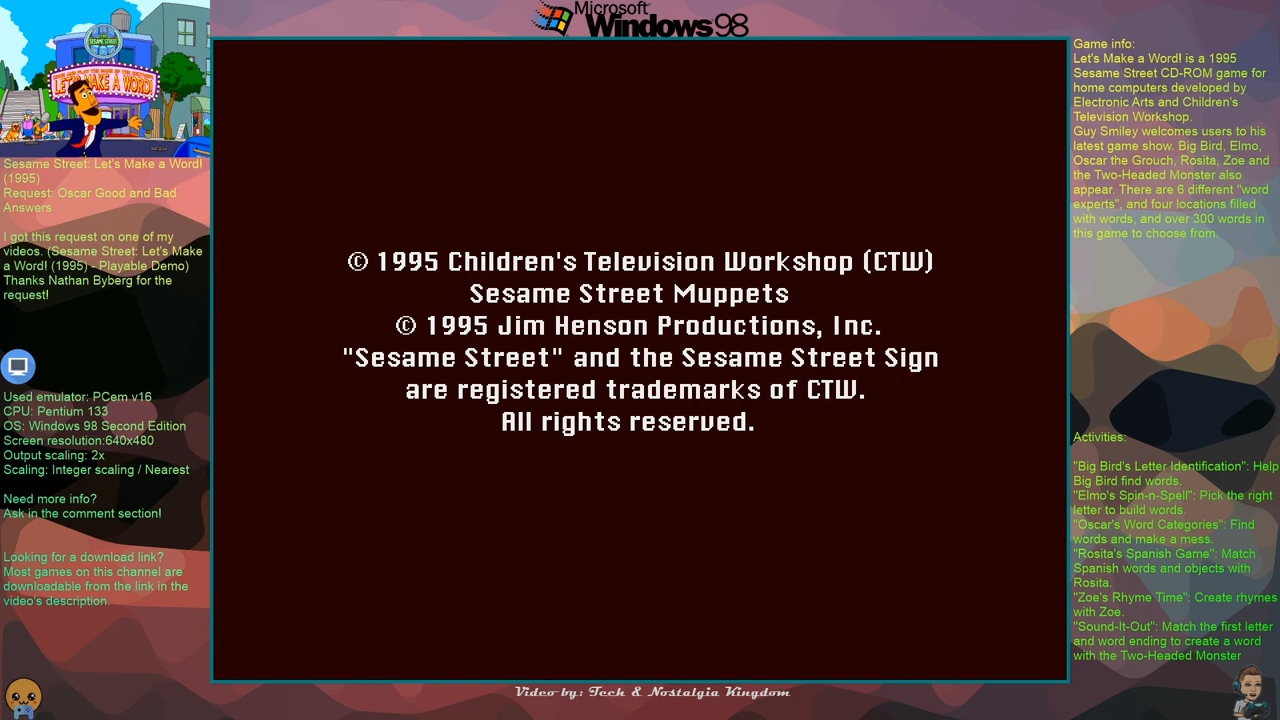 Microsoft
Windows 98
SESAME STREET
LET'S MAKE A WORD!
Sesame Street: Let's Make a Word!
(1995)
Request: Oscar Good and Bad
Answers
I got this request on one of my
videos. (Sesame Street: Let's Make
a Word! (1995) - Playable Demo)
Thanks Nathan Byberg for the
request!
Used emulator: PCem v16
CPU: Pentium 133
OS: Windows 98 Second Edition
Screen resolution:640x480
Output scaling: 2x
Scaling: Integer scaling / Nearest
Need more info?
Ask in the comment section!
Looking for a download link?
Most games on this channel are
downloadable from the link in the
video's description.
© 1995 Children's Television Workshop (CTW)
Sesame Street Muppets
© 1995 Jim Henson Productions, Inc.
"Sesame Street" and the Sesame Street Sign
are registered trademarks of CTW.
All rights reserved.
Game info:
Let's Make a Word! is a 1995
Sesame Street CD-ROM game for
home computers developed by
Electronic Arts and Children's
Television Workshop.
Guy Smiley welcomes users to his
latest game show. Big Bird, Elmo,
Oscar the Grouch, Rosita, Zoe and
the Two-Headed Monster also
appear. There are 6 different "word
experts", and four locations filled
with words, and over 300 words in
this game to choose from.
Activities:
"Big Bird's Letter Identification": Help
Big Bird find words.
"Elmo's Spin-n-Spell": Pick the right
letter to build words.
"Oscar's Word Categories": Find
words and make a mess.
"Rosita's Spanish Game": Match
Spanish words and objects with
Rosita.
"Zoe's Rhyme Time": Create rhymes
with Zoe.
"Sound-It-Out": Match the first letter
and word ending to create a word
with the Two-Headed Monster
Video by: Tech & Nostalgia Kingdom